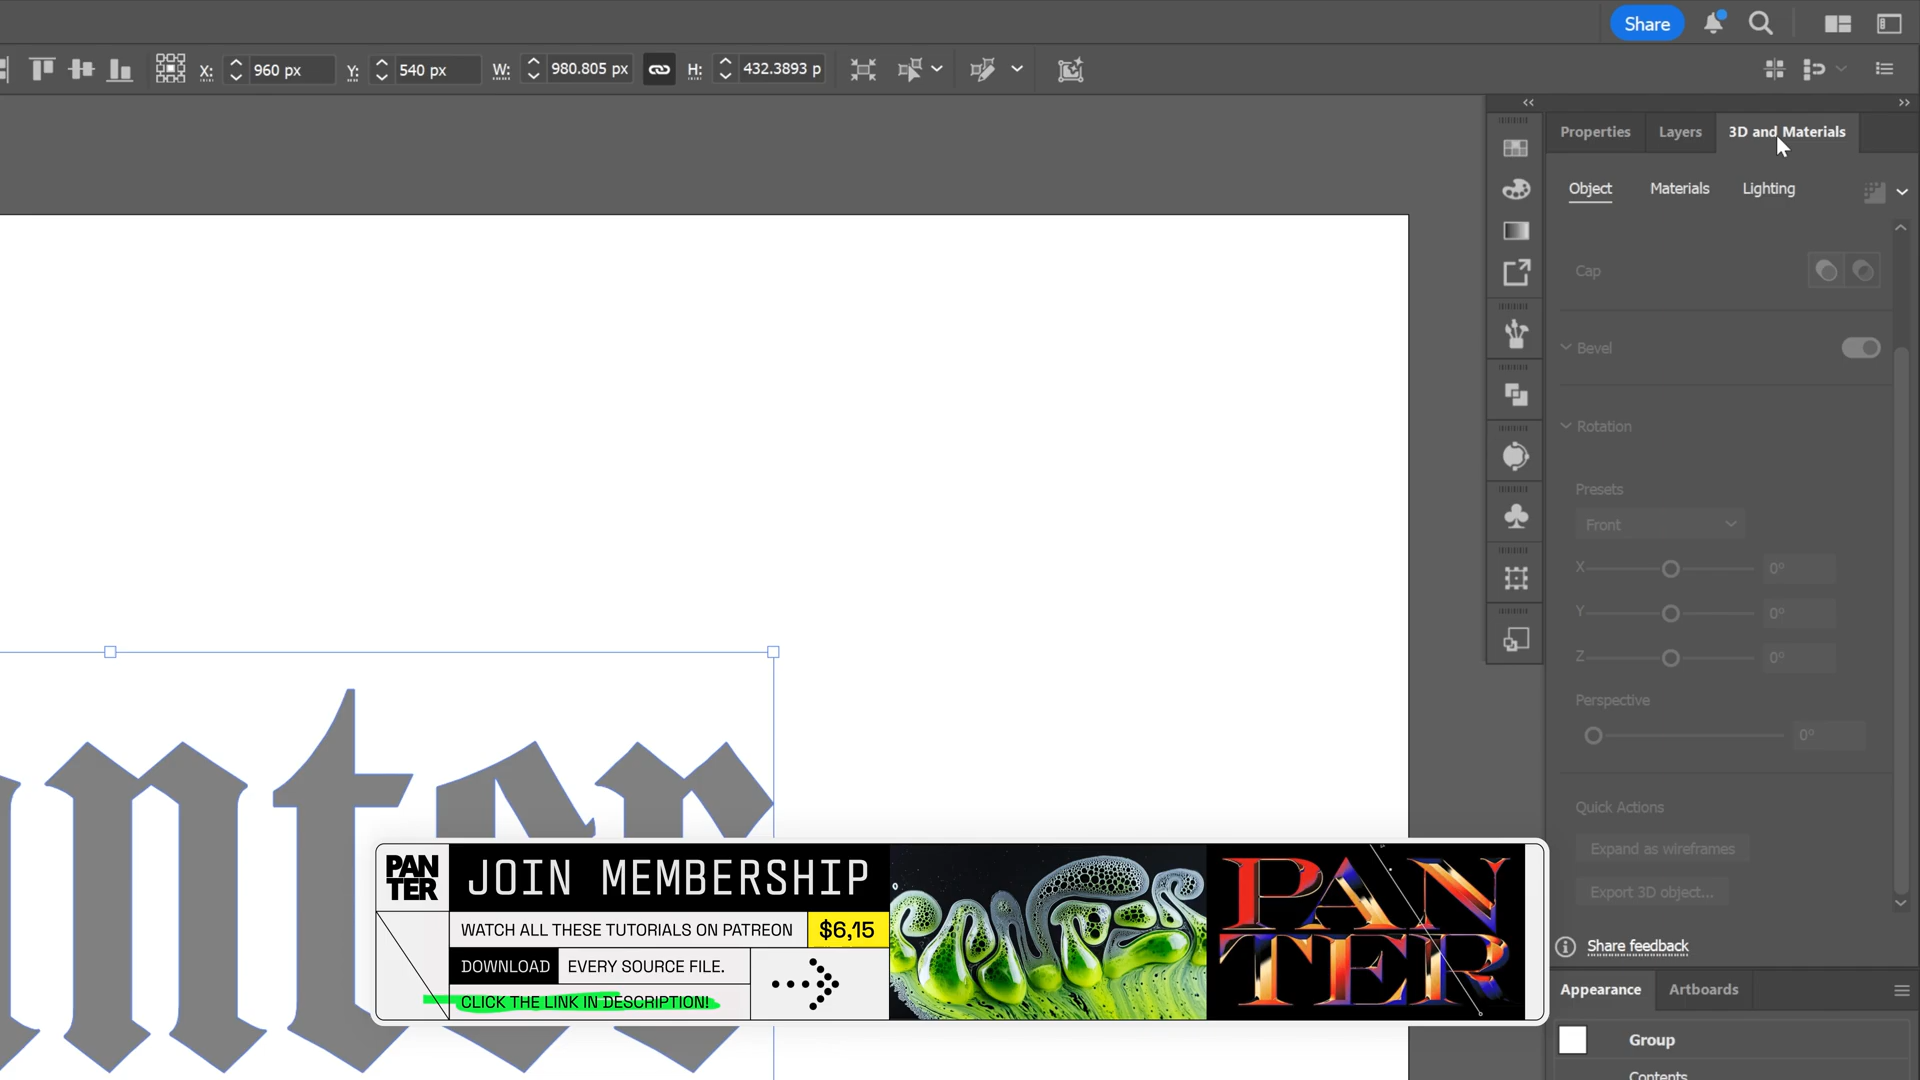 Share
X: 960 px Y: 540 px W: 980.805 px H: 432.3893 p
Properties Layers 3D and Materials
Object Materials Lighting
Cap
Bevel
Rotation
Presets
Front
X 0°
Y 0°
Z 0°
Perspective
0°
Quick Actions
Expand as wireframes
Export 3D object...
Share feedback
Appearance Artboards
Group
Contents
nter
PAN
TER
JOIN MEMBERSHIP
WATCH ALL THESE TUTORIALS ON PATREON $6,15
DOWNLOAD EVERY SOURCE FILE.
CLICK THE LINK IN DESCRIPTION!
PAN
TER